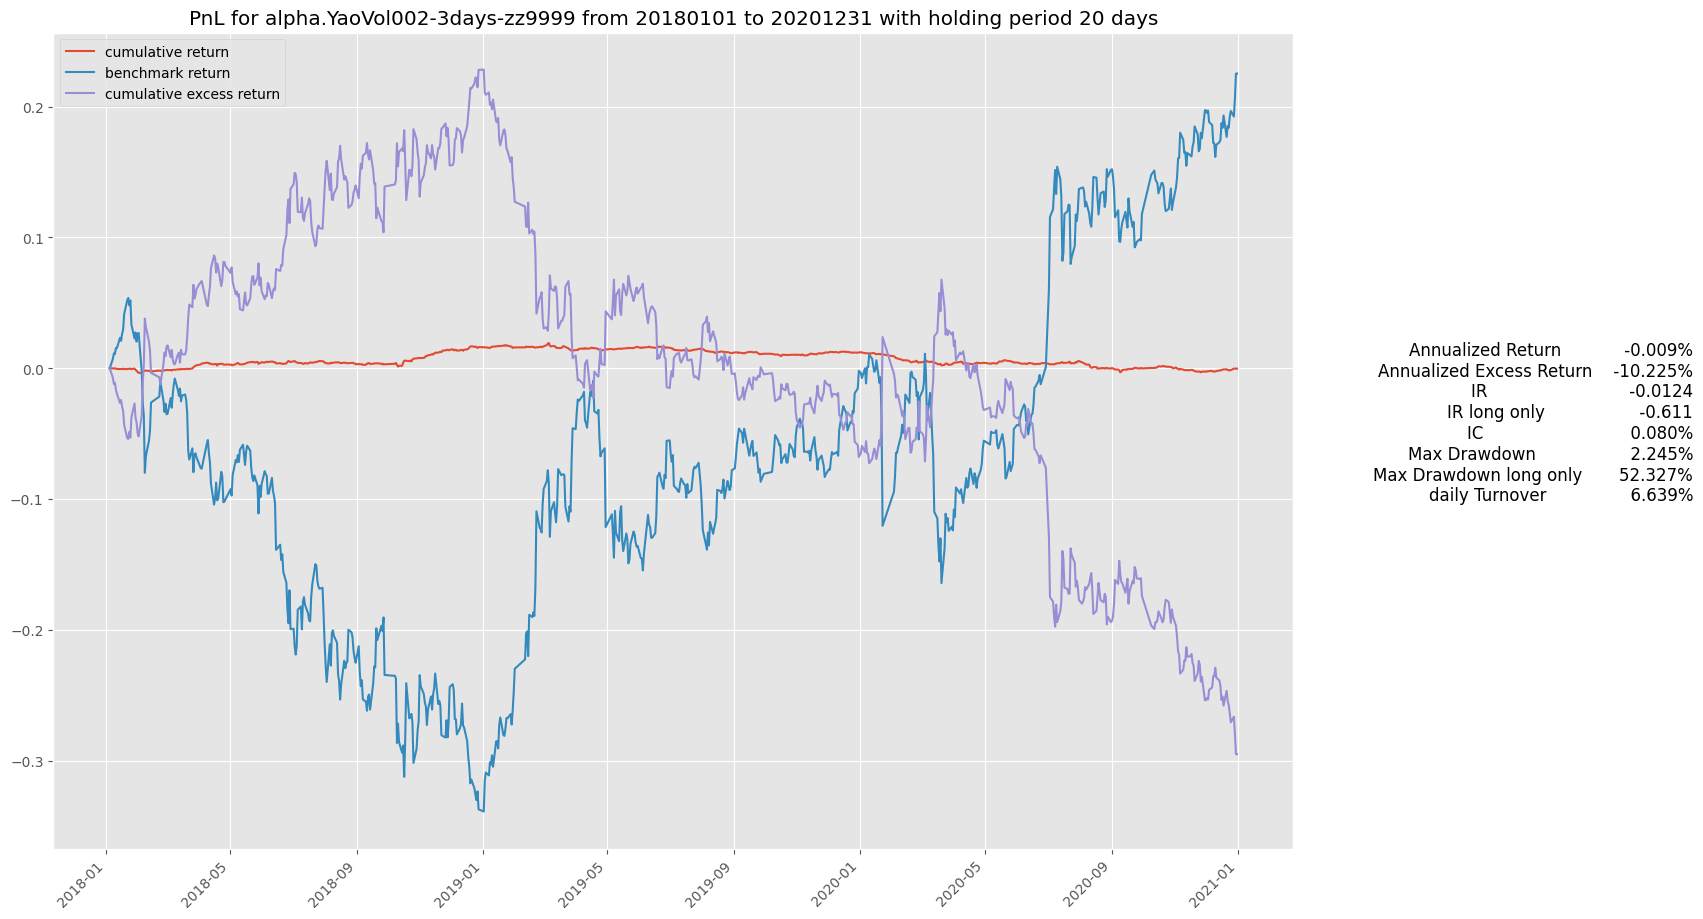 PnL for alpha.YaoVol002-3days-zz9999 from 20180101 to 20201231 with holding period 20 days
cumulative return
benchmark return
cumulative excess return
0.2
0.1
0.0
−0.1
−0.2
−0.3
2018-01
2018-05
2018-09
2019-01
2019-05
2019-09
2020-01
2020-05
2020-09
2021-01
Annualized Return -0.009%
Annualized Excess Return -10.225%
IR -0.0124
IR long only -0.611
IC 0.080%
Max Drawdown 2.245%
Max Drawdown long only 52.327%
daily Turnover 6.639%